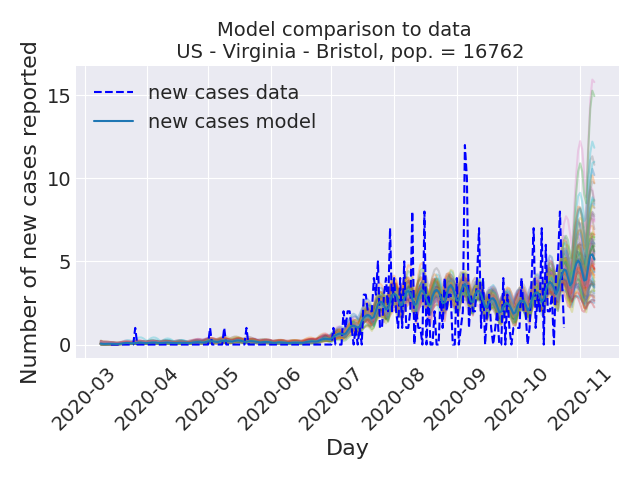 Model comparison to data
US - Virginia - Bristol, pop. = 16762
Number of new cases reported
15
10
5
0
new cases data
new cases model
2020-03
2020-04
2020-05
2020-06
2020-07
2020-08
2020-09
2020-10
2020-11
Day